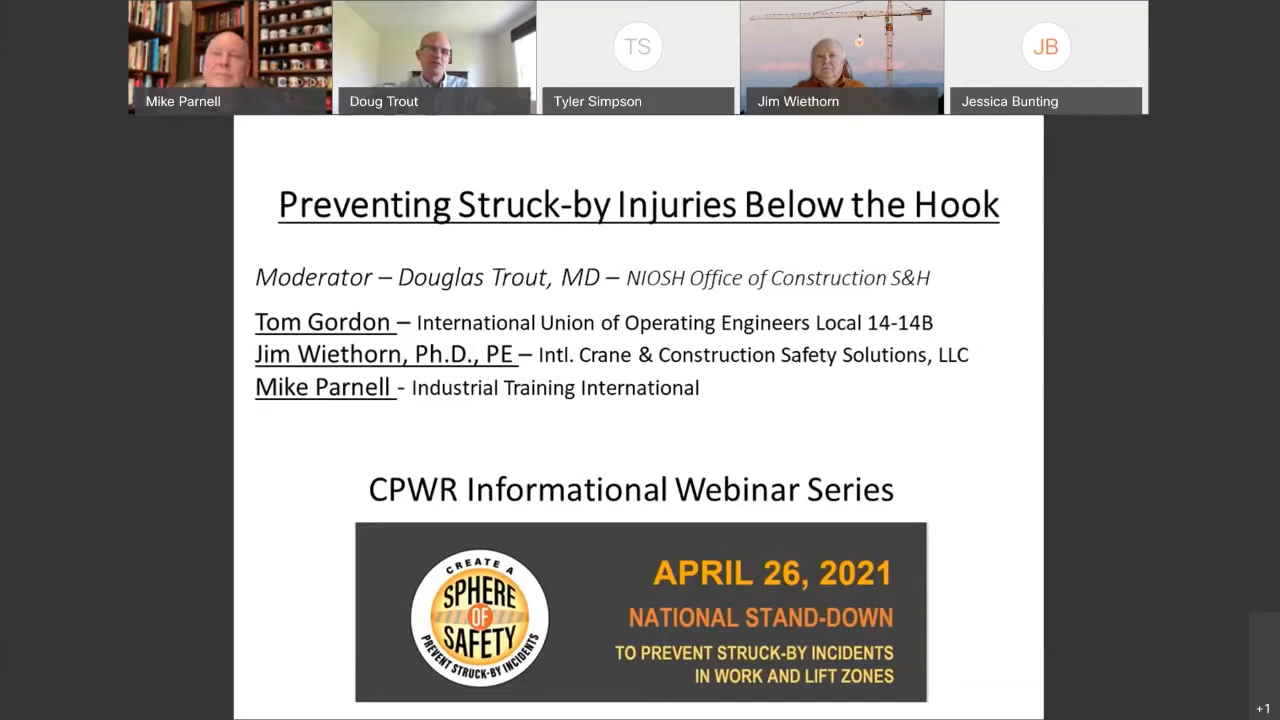 TS
JB
Mike Parnell
Doug Trout
Tyler Simpson
Jim Wiethorn
Jessica Bunting
Preventing Struck-by Injuries Below the Hook
Moderator – Douglas Trout, MD – NIOSH Office of Construction S&H
Tom Gordon – International Union of Operating Engineers Local 14-14B
Jim Wiethorn, Ph.D., PE – Intl. Crane & Construction Safety Solutions, LLC
Mike Parnell - Industrial Training International
CPWR Informational Webinar Series
CREATE A
SPHERE
OF
SAFETY
PREVENT STRUCK-BY INCIDENTS
APRIL 26, 2021
NATIONAL STAND-DOWN
TO PREVENT STRUCK-BY INCIDENTS
IN WORK AND LIFT ZONES
+1